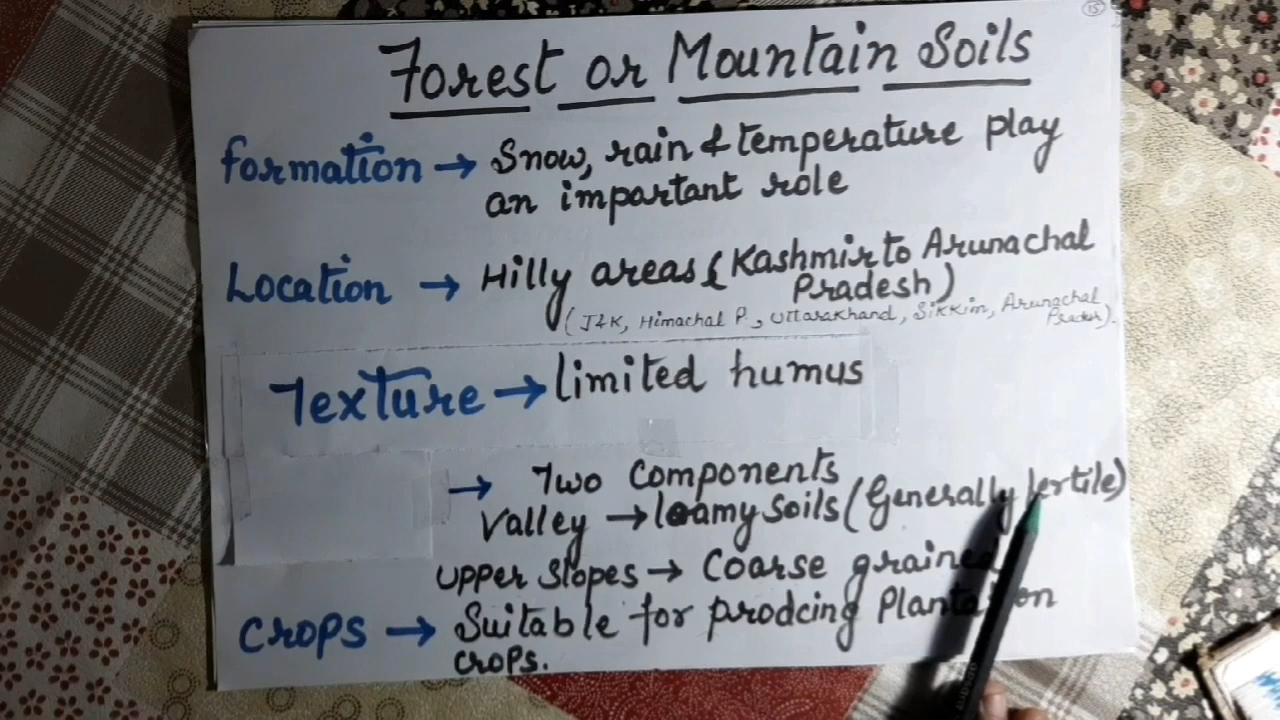 15
Forest or Mountain Soils
formation → Snow, rain & temperature play
an important role
Location → Hilly areas (Kashmir to Arunachal
Pradesh)
(J&K, Himachal P., Uttarakhand, Sikkim, Arunachal
Texture → limited humus
→ Two Components
Valley → loamy soils (Generally fertile)
Upper Slopes → Coarse grained
Crops → Suitable for prodcing Plantation
crops.